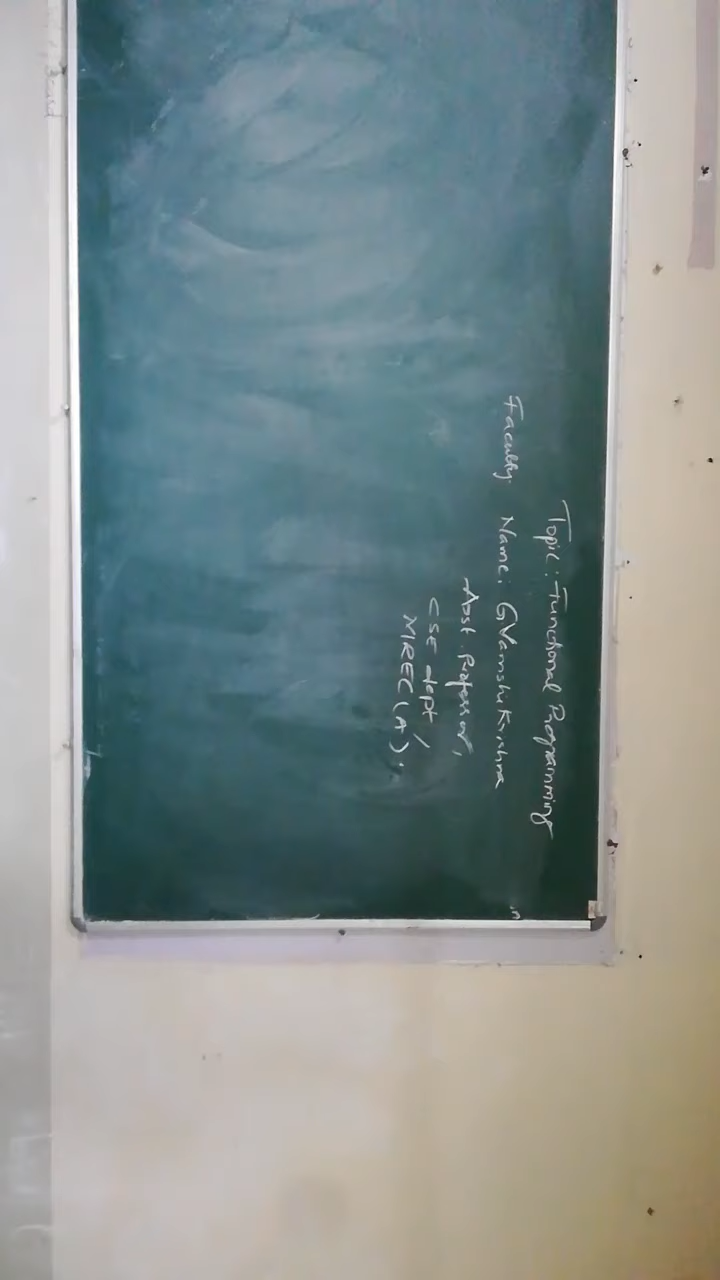 Topic: Functional Programming
Faculty Name: G Vamshi Krishna
Asst. Professor,
CSE dept,
MREC (A).